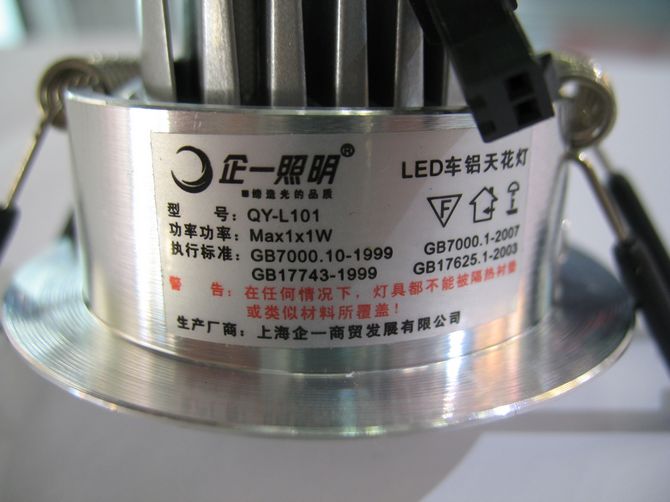 企一照明®
LED车铝天花灯
缔造光的品质
型 号：QY-L101
功率功率：Max1x1W
执行标准：GB7000.10-1999 GB7000.1-2007
GB17743-1999 GB17625.1-2003
F
警 告：在任何情况下，灯具都不能被隔热衬垫
或类似材料所覆盖！
生产厂商：上海企一商贸发展有限公司